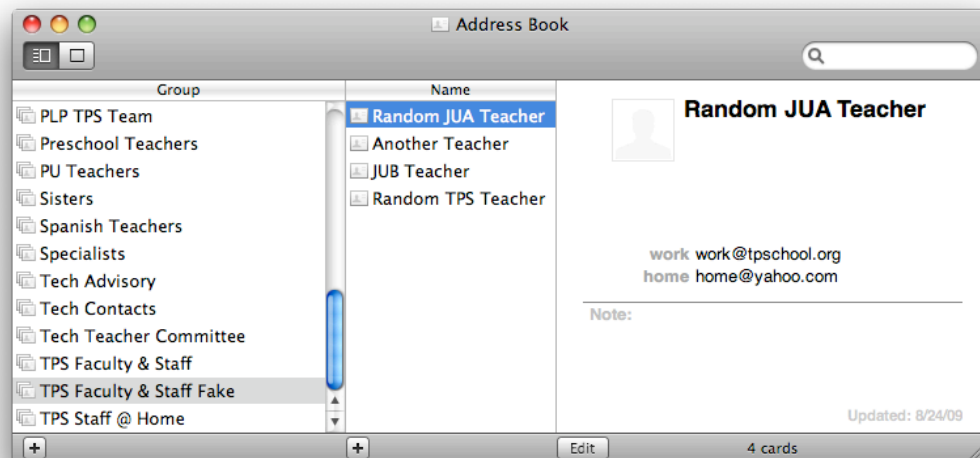 Address Book
Group
PLP TPS Team
Preschool Teachers
PU Teachers
Sisters
Spanish Teachers
Specialists
Tech Advisory
Tech Contacts
Tech Teacher Committee
TPS Faculty & Staff
TPS Faculty & Staff Fake
TPS Staff @ Home
Name
Random JUA Teacher
Another Teacher
JUB Teacher
Random TPS Teacher
Random JUA Teacher
work work@tpschool.org
home home@yahoo.com
Note:
Updated: 8/24/09
Edit
4 cards